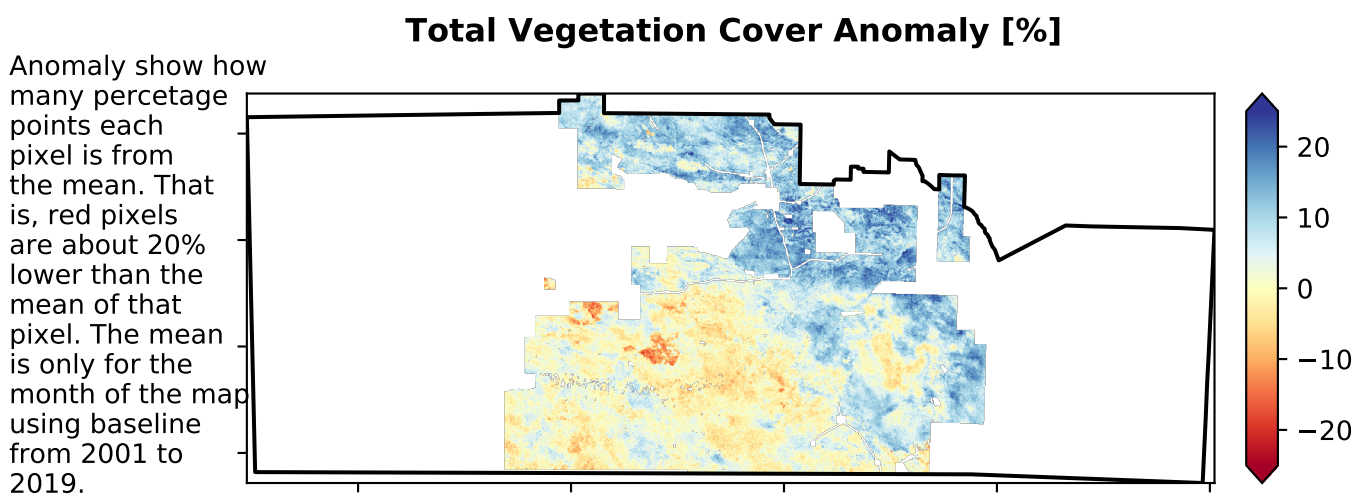 Total Vegetation Cover Anomaly [%]
Anomaly show how
many percetage
points each
pixel is from
the mean. That
is, red pixels
are about 20%
lower than the
mean of that
pixel. The mean
is only for the
month of the map
using baseline
from 2001 to
2019.
20
10
0
−10
−20